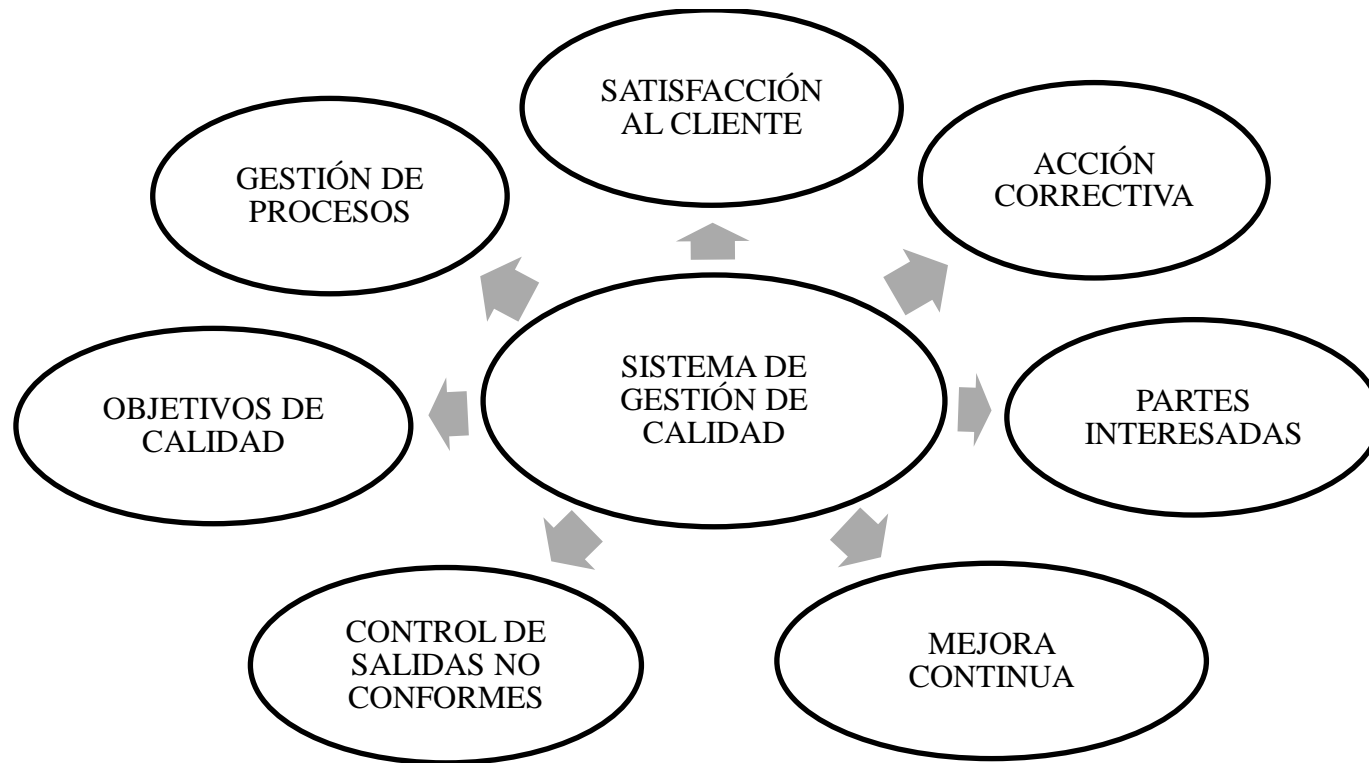 SATISFACCIÓN
AL CLIENTE
ACCIÓN
CORRECTIVA
GESTIÓN DE
PROCESOS
SISTEMA DE
GESTIÓN DE
CALIDAD
PARTES
INTERESADAS
OBJETIVOS DE
CALIDAD
CONTROL DE
SALIDAS NO
CONFORMES
MEJORA
CONTINUA